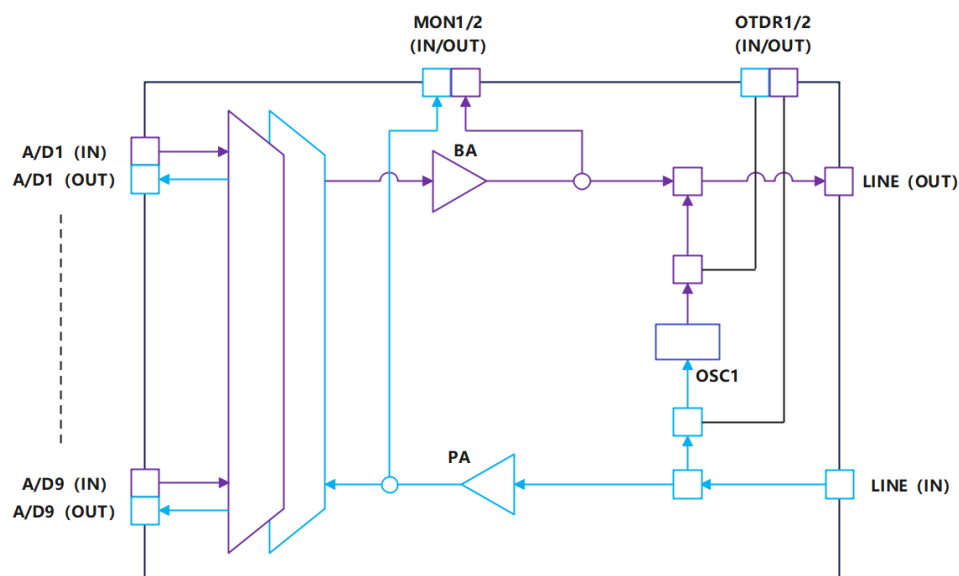 MON1/2
(IN/OUT)
OTDR1/2
(IN/OUT)
A/D1（IN）
A/D1（OUT）
BA
LINE（OUT）
OSC1
PA
A/D9（IN）
A/D9（OUT）
LINE（IN）